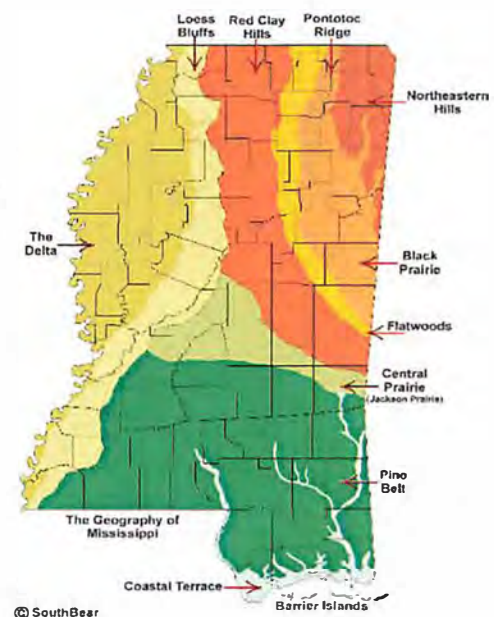 Loess
Bluffs
Red Clay
Hills
Pontotoc
Ridge
Northeastern
Hills
The
Delta
Black
Prairie
Flatwoods
Central
Prairie
(Jackson Prairie)
Pine
Belt
The Geography of
Mississippi
Coastal Terrace
Barrier Islands
© SouthBear